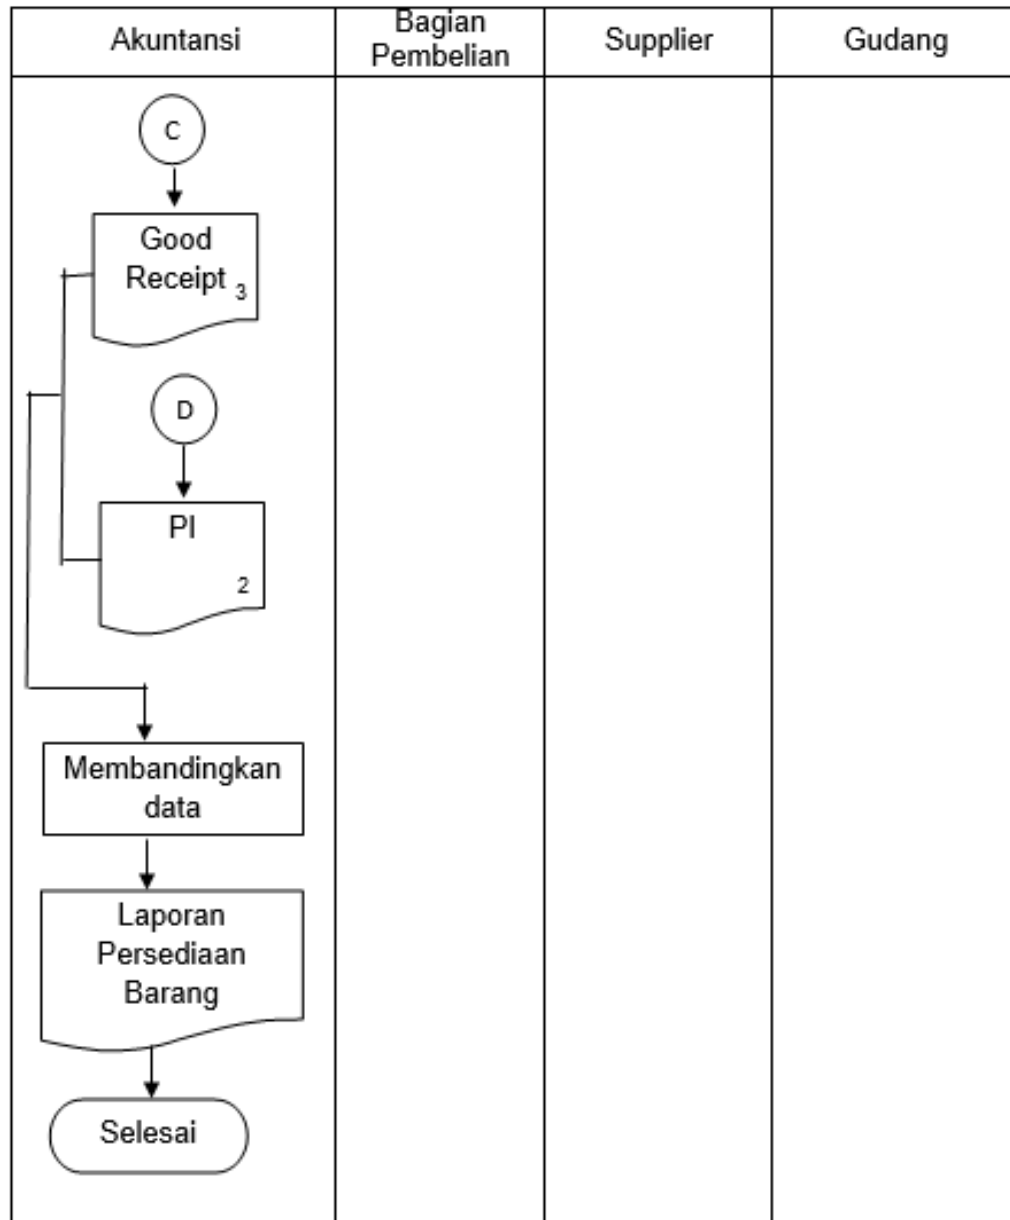 Akuntansi
Bagian
Pembelian
Supplier
Gudang
C
Good
Receipt 3
D
PI
2
Membandingkan
data
Laporan
Persediaan
Barang
Selesai